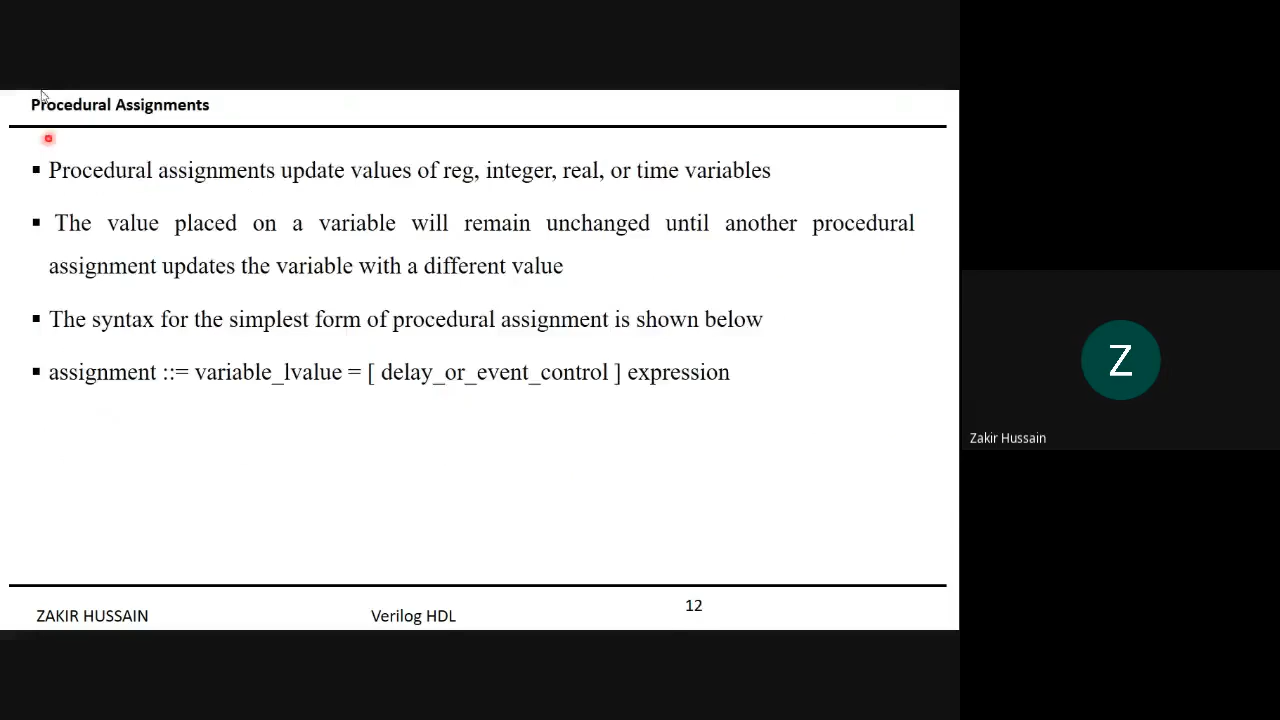 Procedural Assignments
▪ Procedural assignments update values of reg, integer, real, or time variables
▪ The value placed on a variable will remain unchanged until another procedural
assignment updates the variable with a different value
▪ The syntax for the simplest form of procedural assignment is shown below
▪ assignment ::= variable_lvalue = [ delay_or_event_control ] expression
Z
Zakir Hussain
ZAKIR HUSSAIN Verilog HDL 12